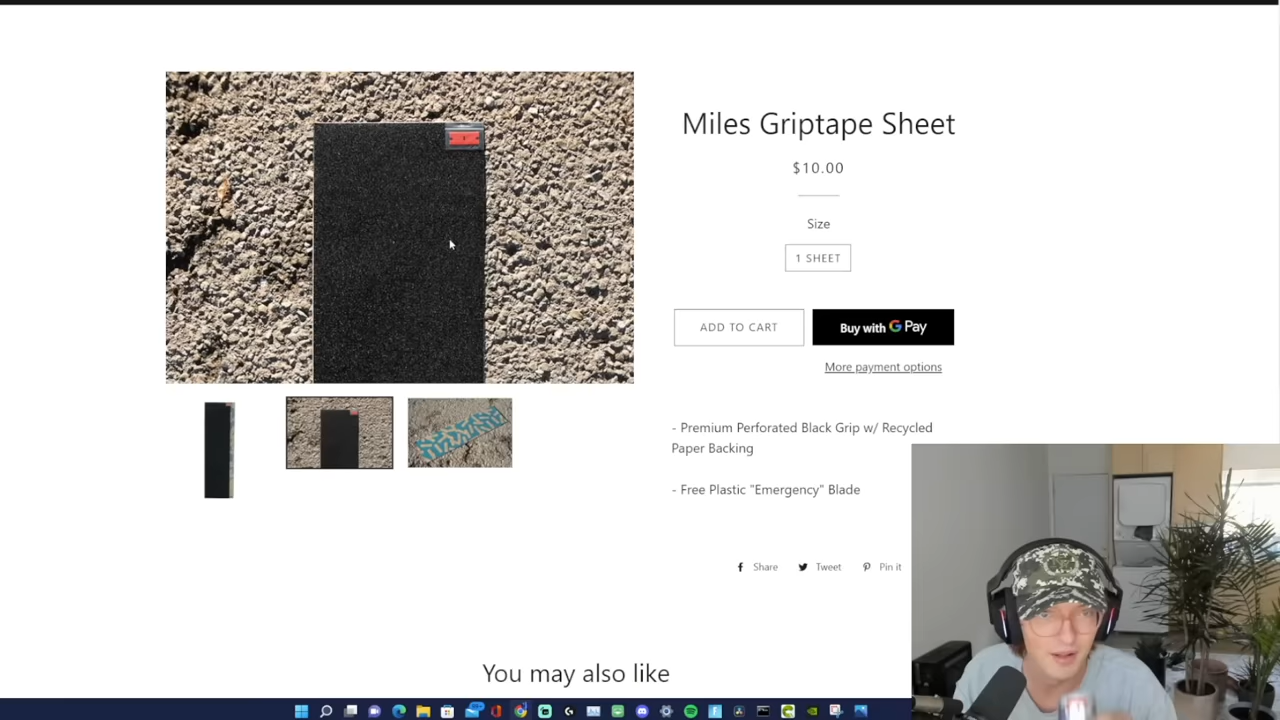 Miles Griptape Sheet
$10.00
Size
1 SHEET
ADD TO CART
Buy with G Pay
More payment options
- Premium Perforated Black Grip w/ Recycled
Paper Backing
- Free Plastic "Emergency" Blade
Share
Tweet
Pin it
You may also like